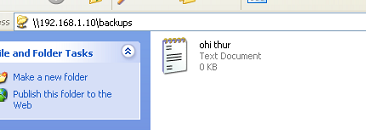 ess \\192.168.1.10\backups
ile and Folder Tasks
Make a new folder
Publish this folder to the
Web
ohi thur
Text Document
0 KB